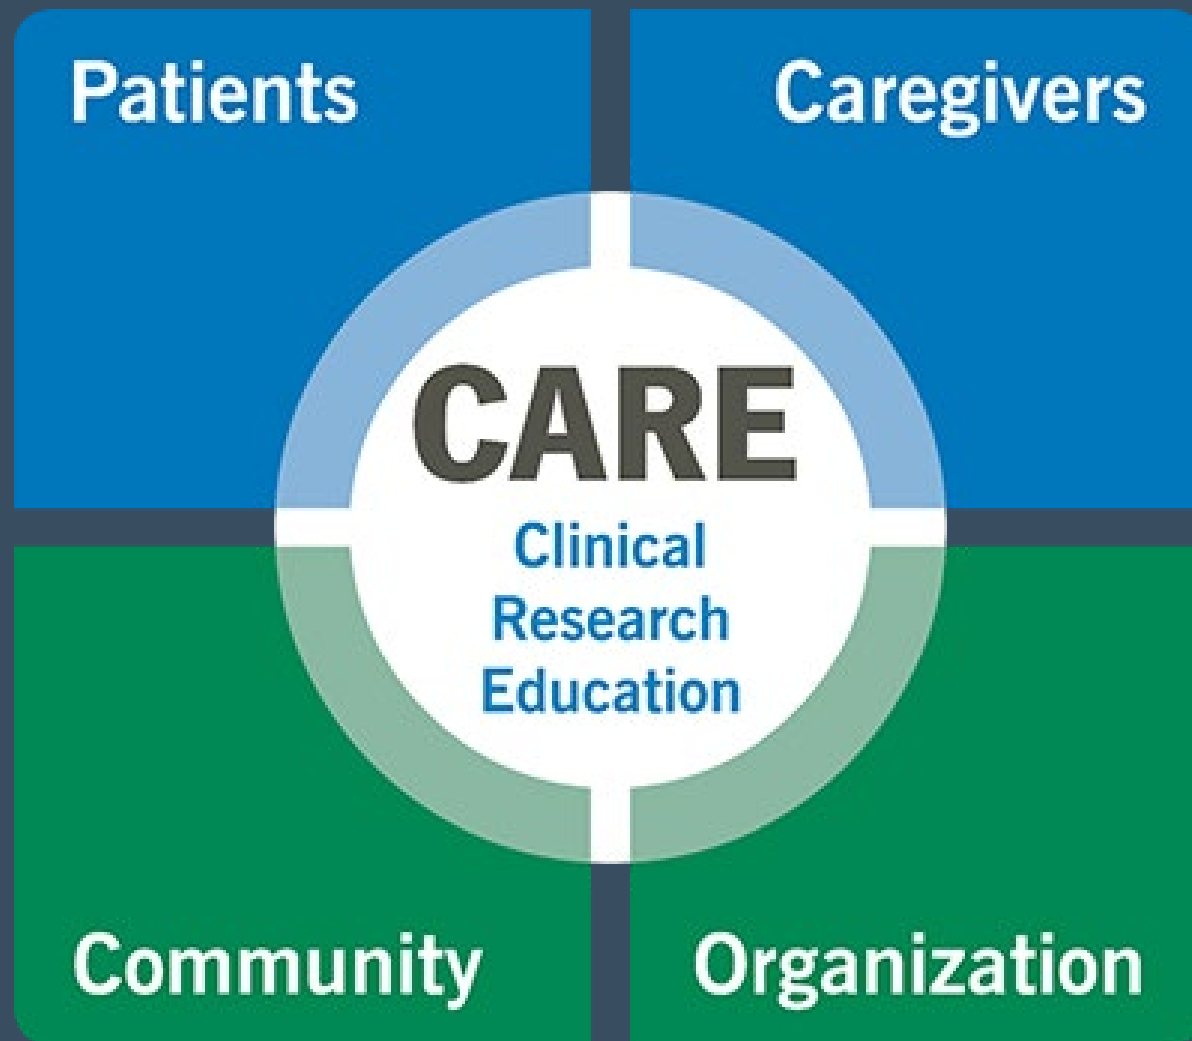 Patients
Caregivers
CARE
Clinical
Research
Education
Community
Organization